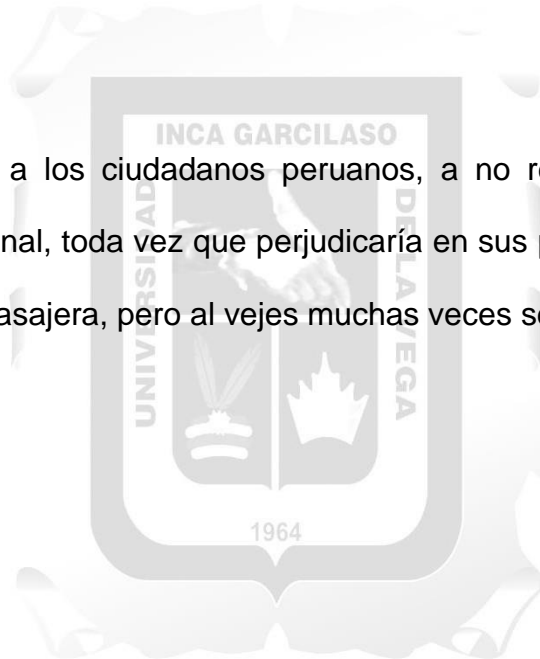 INCA GARCILASO
UNIVERSIDAD
DE LA VEGA
a los ciudadanos peruanos, a no
nal, toda vez que perjudicaría en sus
asajera, pero al vejes muchas veces
1964